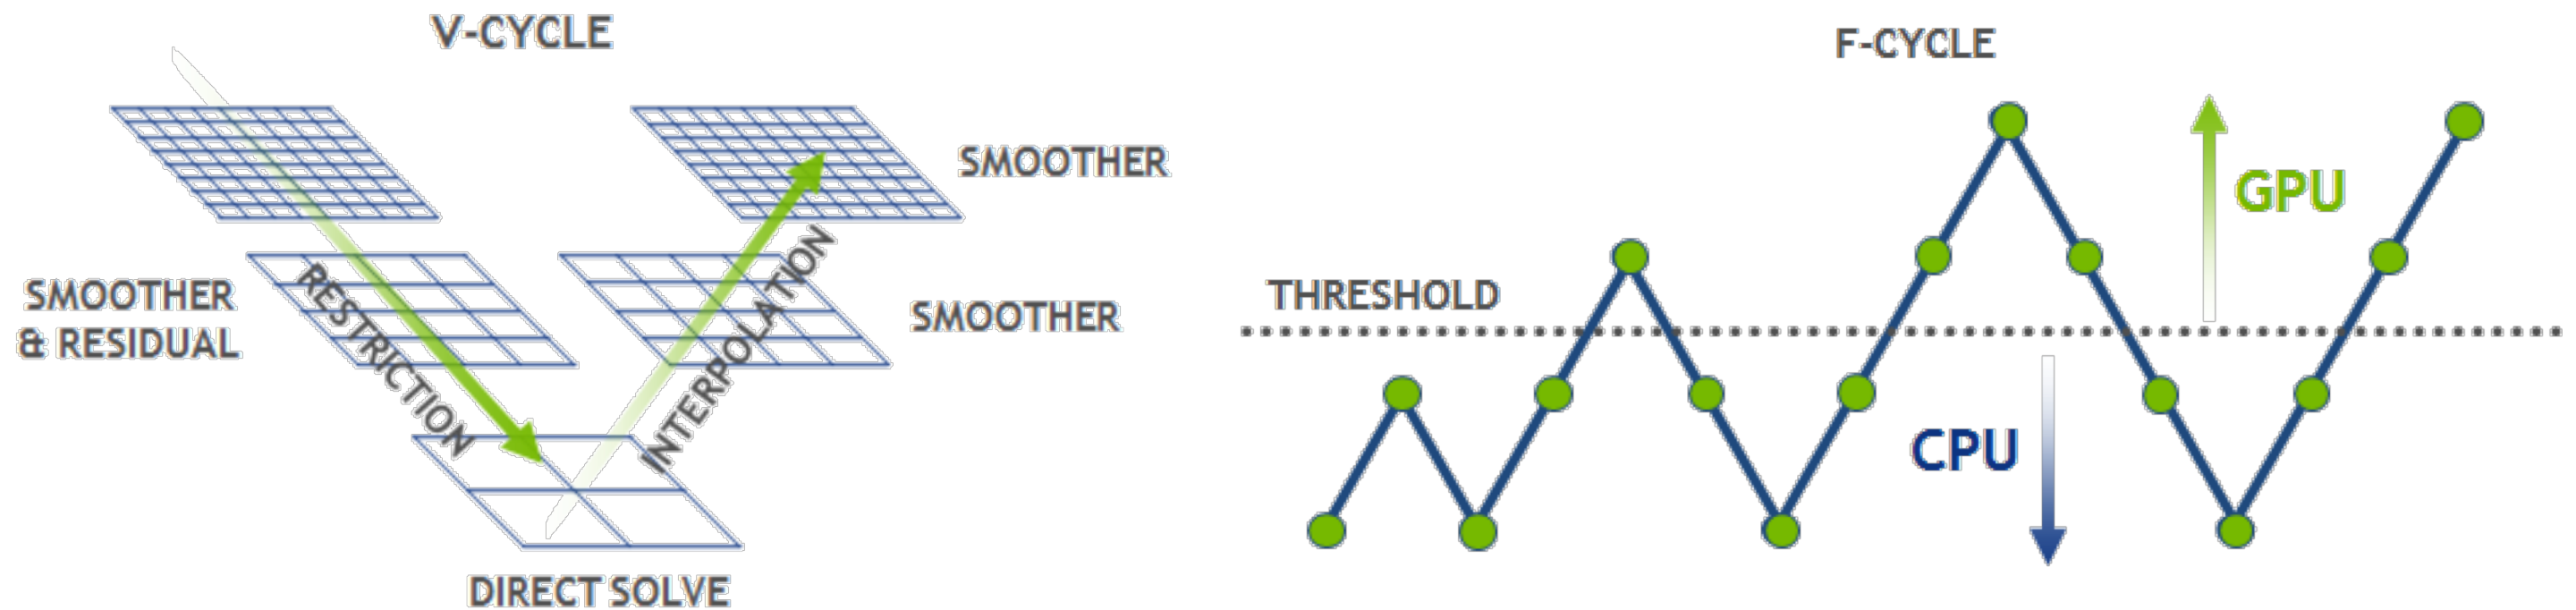 V-CYCLE
SMOOTHER
SMOOTHER
& RESIDUAL
RESTRICTION
INTERPOLATION
SMOOTHER
DIRECT SOLVE
F-CYCLE
GPU
THRESHOLD
CPU